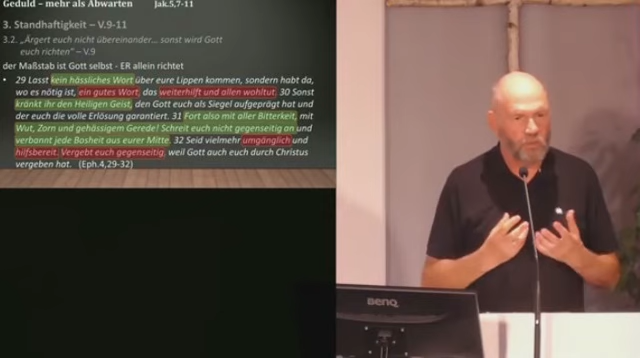 Geduld – mehr als Abwarten Jak.5,7-11
3. Standhaftigkeit – V.9-11
3.2. „Ärgert euch nicht übereinander... sonst wird Gott
euch richten“ – V.9
der Maßstab ist Gott selbst - ER allein richtet
• 29 Lasst kein hässliches Wort über eure Lippen kommen, sondern habt da,
wo es nötig ist, ein gutes Wort, das weiterhilft und allen wohltut. 30 Sonst
kränkt ihr den Heiligen Geist, den Gott euch als Siegel aufgeprägt hat und
der euch die volle Erlösung garantiert. 31 Fort also mit aller Bitterkeit, mit
Wut, Zorn und gehässigem Gerede! Schreit euch nicht gegenseitig an und
verbannt jede Bosheit aus eurer Mitte. 32 Seid vielmehr umgänglich und
hilfsbereit. Vergebt euch gegenseitig, weil Gott auch euch durch Christus
vergeben hat. (Eph.4,29-32)
BenQ